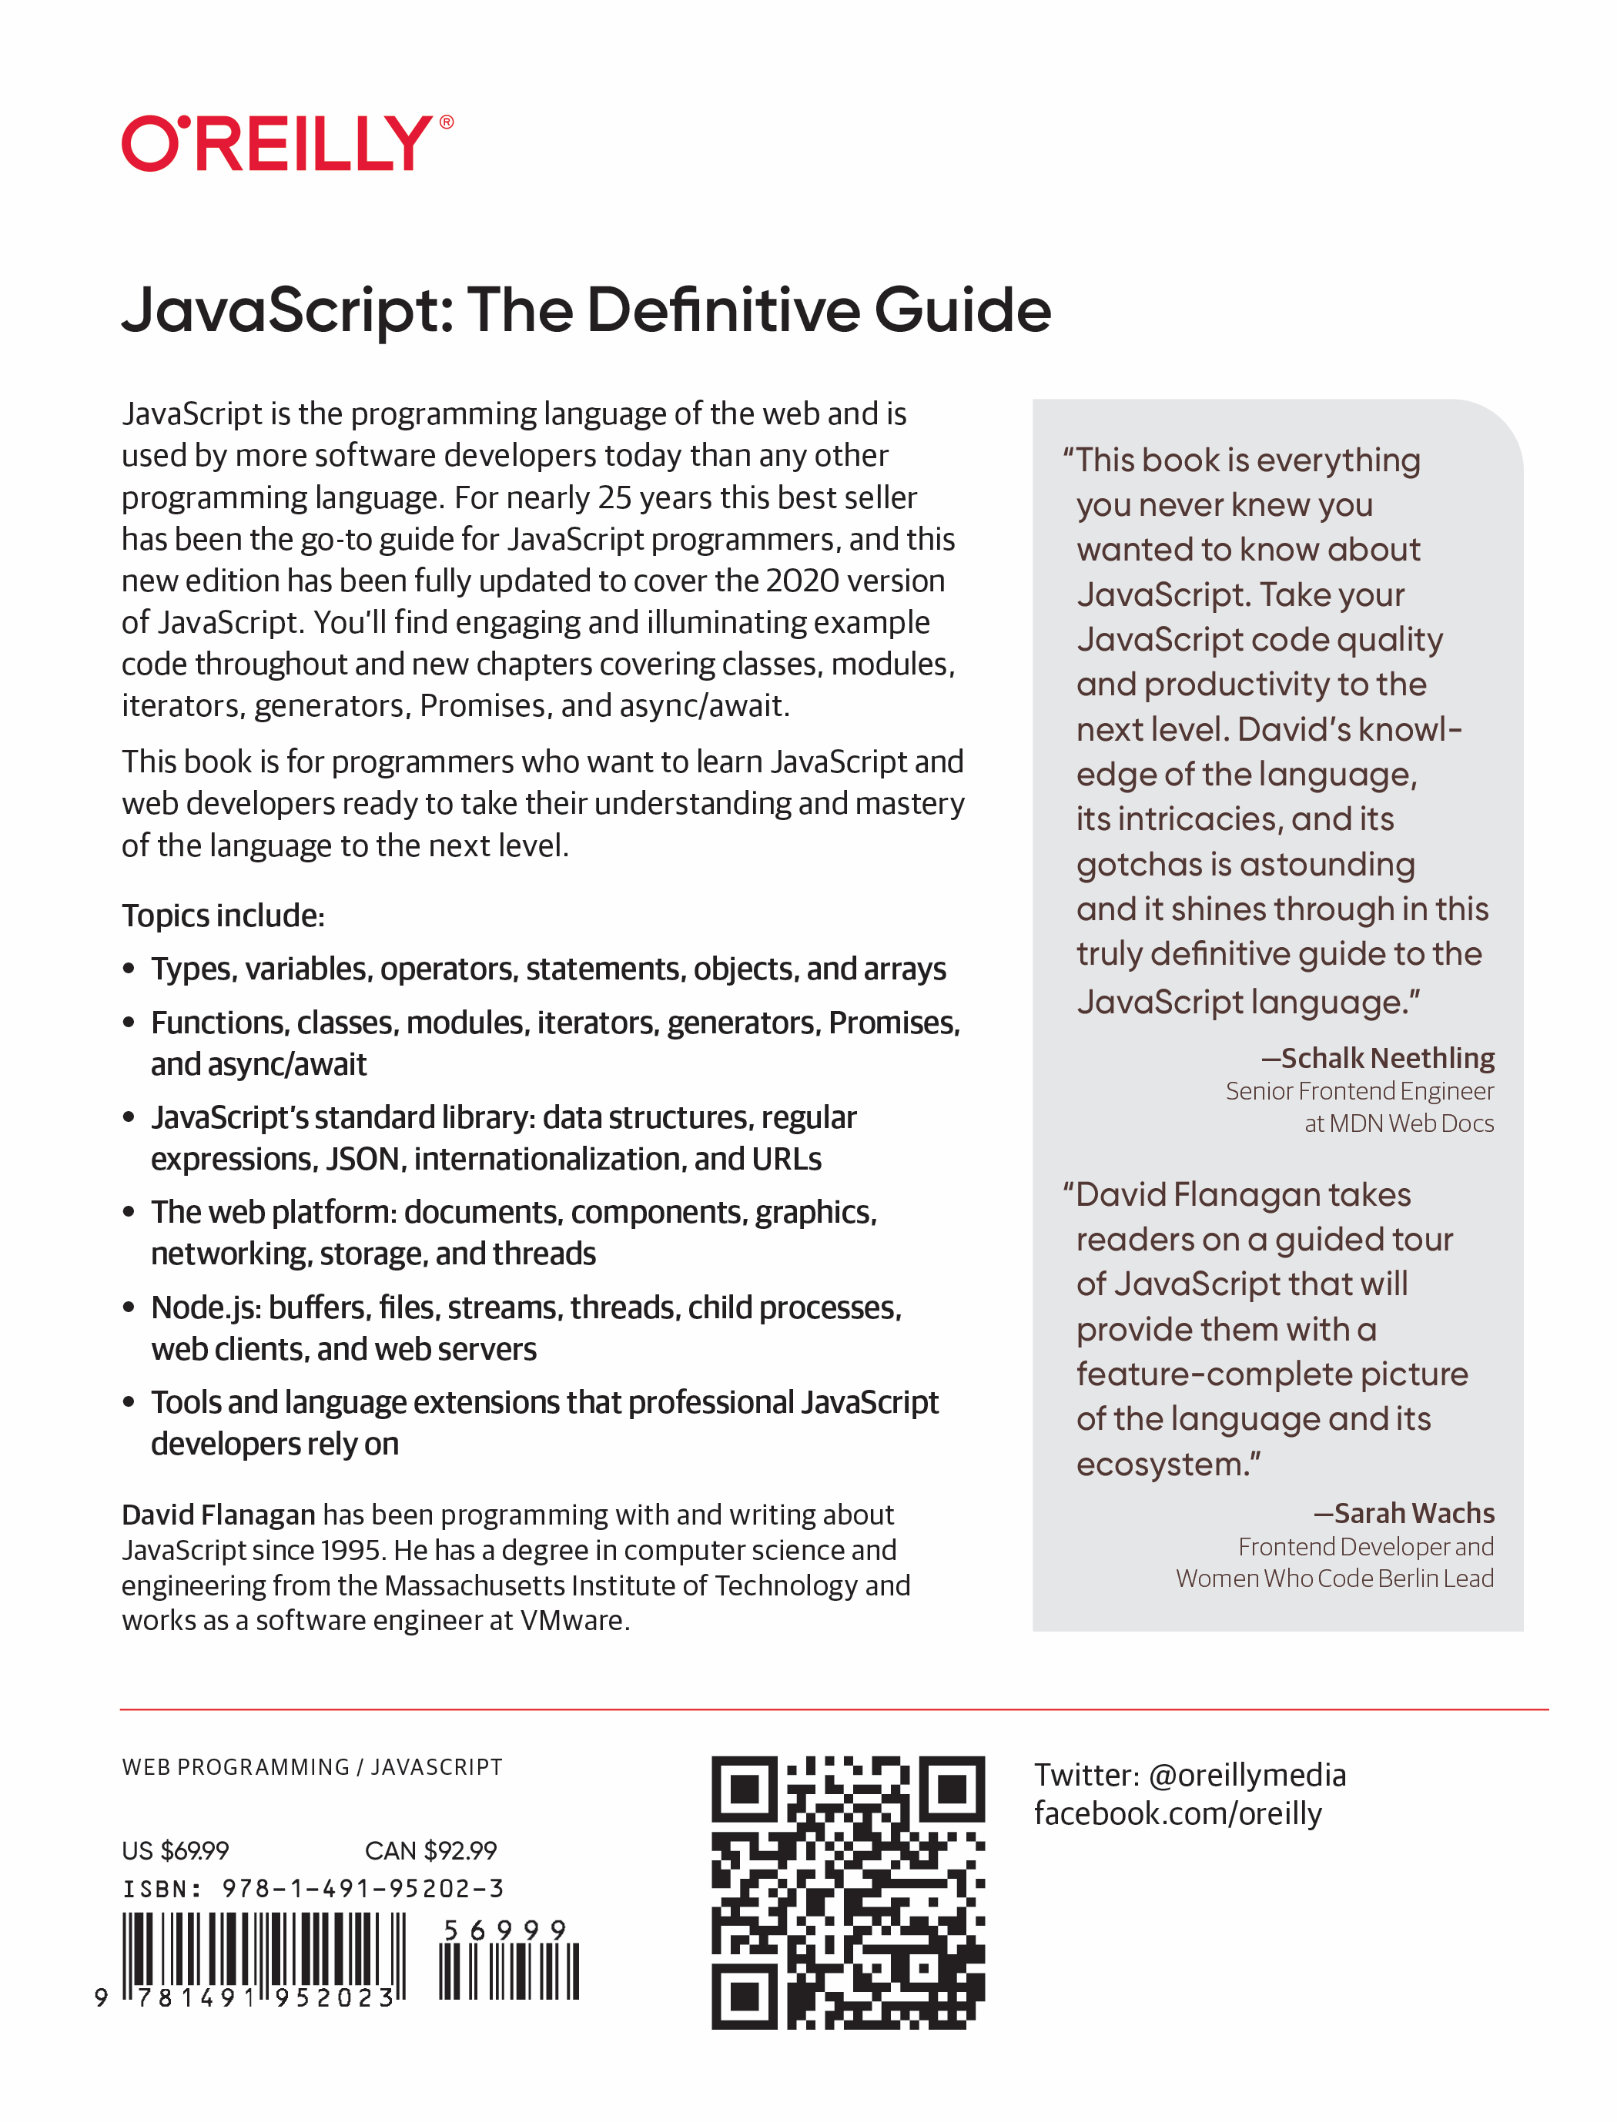 O'REILLY®
JavaScript: The Definitive Guide
JavaScript is the programming language of the web and is
used by more software developers today than any other
programming language. For nearly 25 years this best seller
has been the go-to guide for JavaScript programmers, and this
new edition has been fully updated to cover the 2020 version
of JavaScript. You'll find engaging and illuminating example
code throughout and new chapters covering classes, modules,
iterators, generators, Promises, and async/await.
This book is for programmers who want to learn JavaScript and
web developers ready to take their understanding and mastery
of the language to the next level.
Topics include:
• Types, variables, operators, statements, objects, and arrays
• Functions, classes, modules, iterators, generators, Promises,
and async/await
• JavaScript's standard library: data structures, regular
expressions, JSON, internationalization, and URLs
• The web platform: documents, components, graphics,
networking, storage, and threads
• Node.js: buffers, files, streams, threads, child processes,
web clients, and web servers
• Tools and language extensions that professional JavaScript
developers rely on
David Flanagan has been programming with and writing about
JavaScript since 1995. He has a degree in computer science and
engineering from the Massachusetts Institute of Technology and
works as a software engineer at VMware.
"This book is everything
you never knew you
wanted to know about
JavaScript. Take your
JavaScript code quality
and productivity to the
next level. David's knowl-
edge of the language,
its intricacies, and its
gotchas is astounding
and it shines through in this
truly definitive guide to the
JavaScript language."
—Schalk Neethling
Senior Frontend Engineer
at MDN Web Docs
"David Flanagan takes
readers on a guided tour
of JavaScript that will
provide them with a
feature-complete picture
of the language and its
ecosystem."
—Sarah Wachs
Frontend Developer and
Women Who Code Berlin Lead
WEB PROGRAMMING / JAVASCRIPT
US $69.99 CAN $92.99
ISBN: 978-1-491-95202-3
56999
9 781491 952023
Twitter: @oreillymedia
facebook.com/oreilly